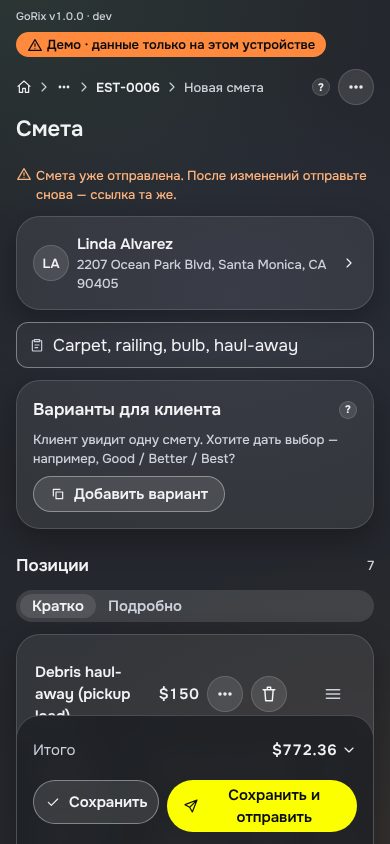 GoRix v1.0.0 · dev
Демо · данные только на этом устройстве
EST-0006 Новая смета ?
Смета
Смета уже отправлена. После изменений отправьте
снова — ссылка та же.
LA
Linda Alvarez
2207 Ocean Park Blvd, Santa Monica, CA
90405
Carpet, railing, bulb, haul-away
Варианты для клиента ?
Клиент увидит одну смету. Хотите дать выбор —
например, Good / Better / Best?
Добавить вариант
Позиции 7
Кратко Подробно
Debris haul-
away (pickup $150
load)
Итого $772.36
Сохранить
Сохранить и
отправить